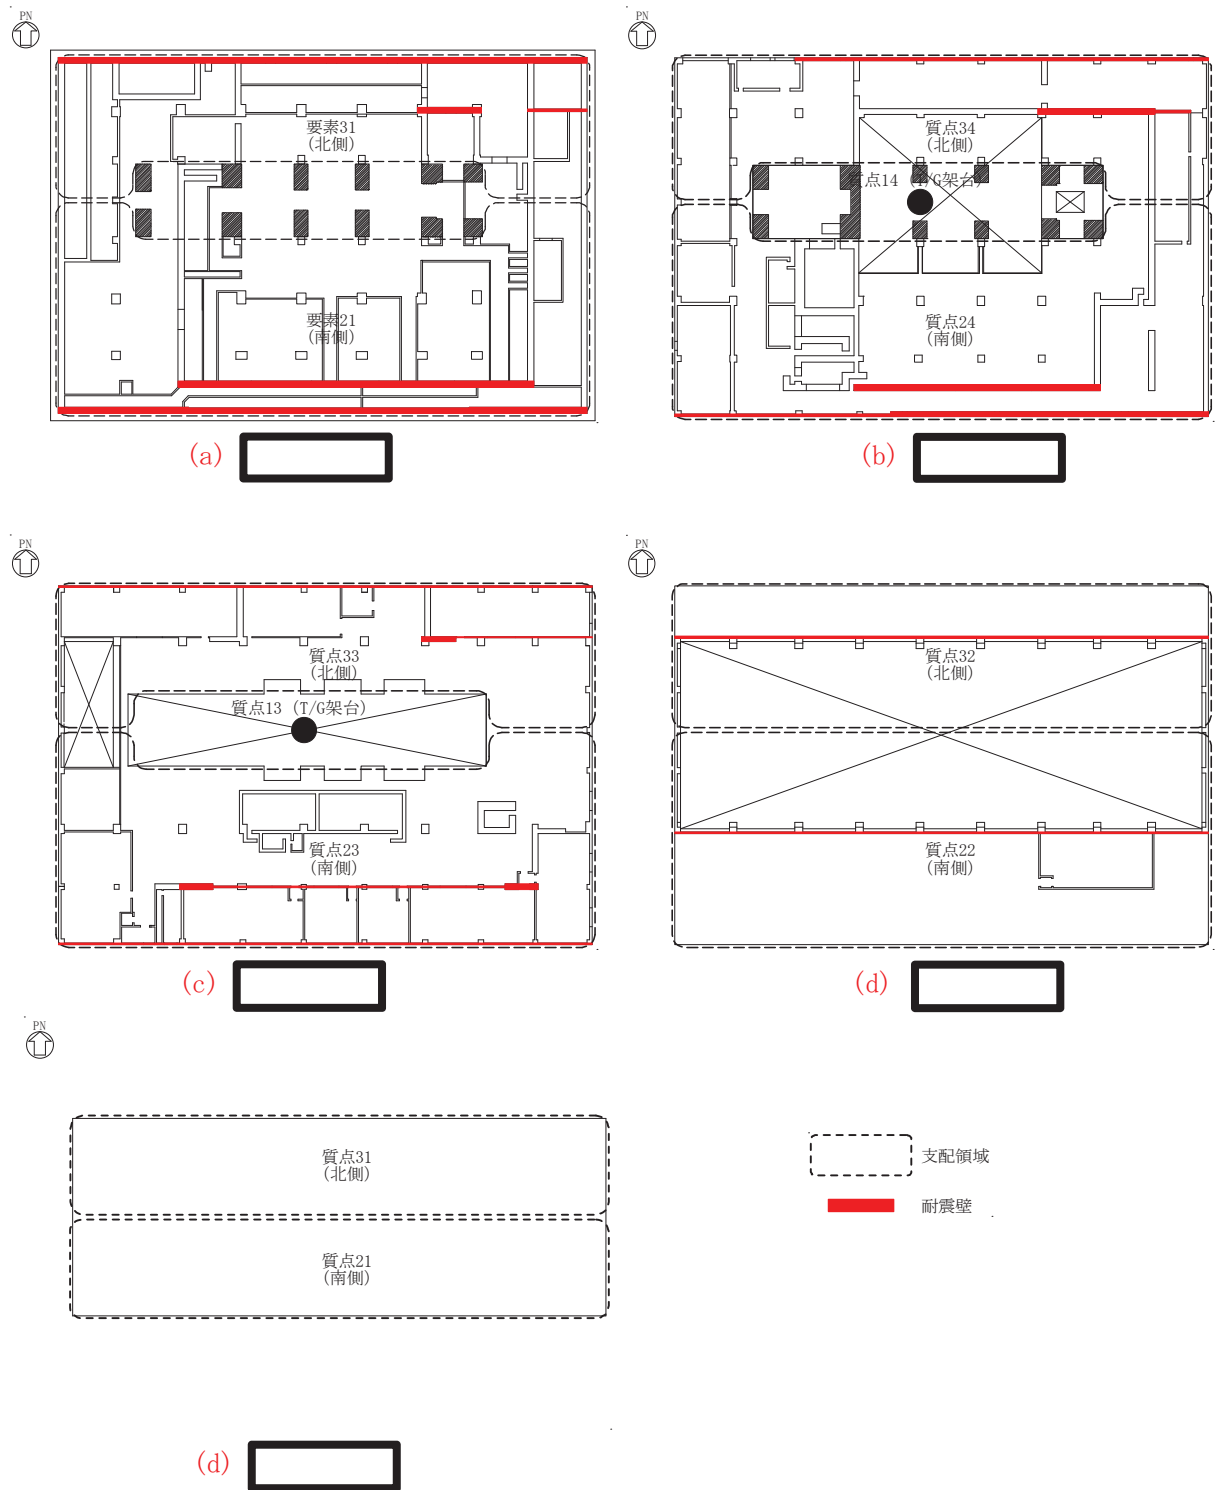 PN
PN
要素31
(北側)
要素21
(南側)
(a)
質点34
(北側)
質点14 (T/G架台)
質点24
(南側)
(b)
PN
PN
質点33
(北側)
質点13 (T/G架台)
質点23
(南側)
(c)
質点32
(北側)
質点22
(南側)
(d)
PN
質点31
(北側)
質点21
(南側)
支配領域
耐震壁
(d)